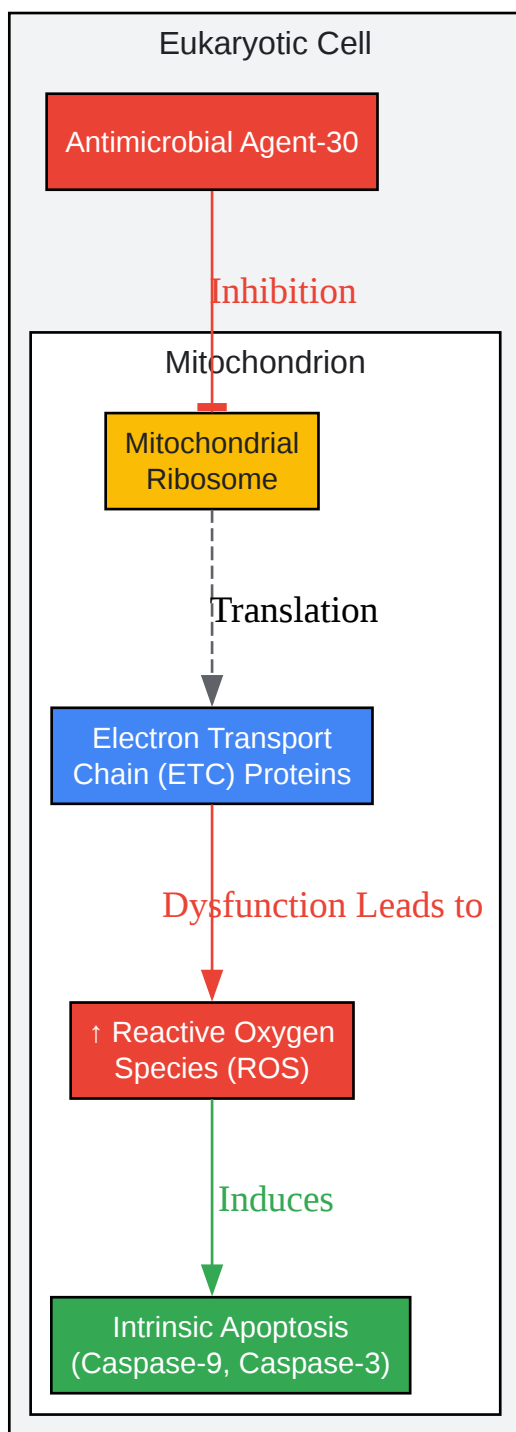 Eukaryotic Cell
Antimicrobial Agent-30
Inhibition
Mitochondrion
Mitochondrial
Ribosome
Translation
Electron Transport
Chain (ETC) Proteins
Dysfunction Leads to
↑ Reactive Oxygen
Species (ROS)
Induces
Intrinsic Apoptosis
(Caspase-9, Caspase-3)